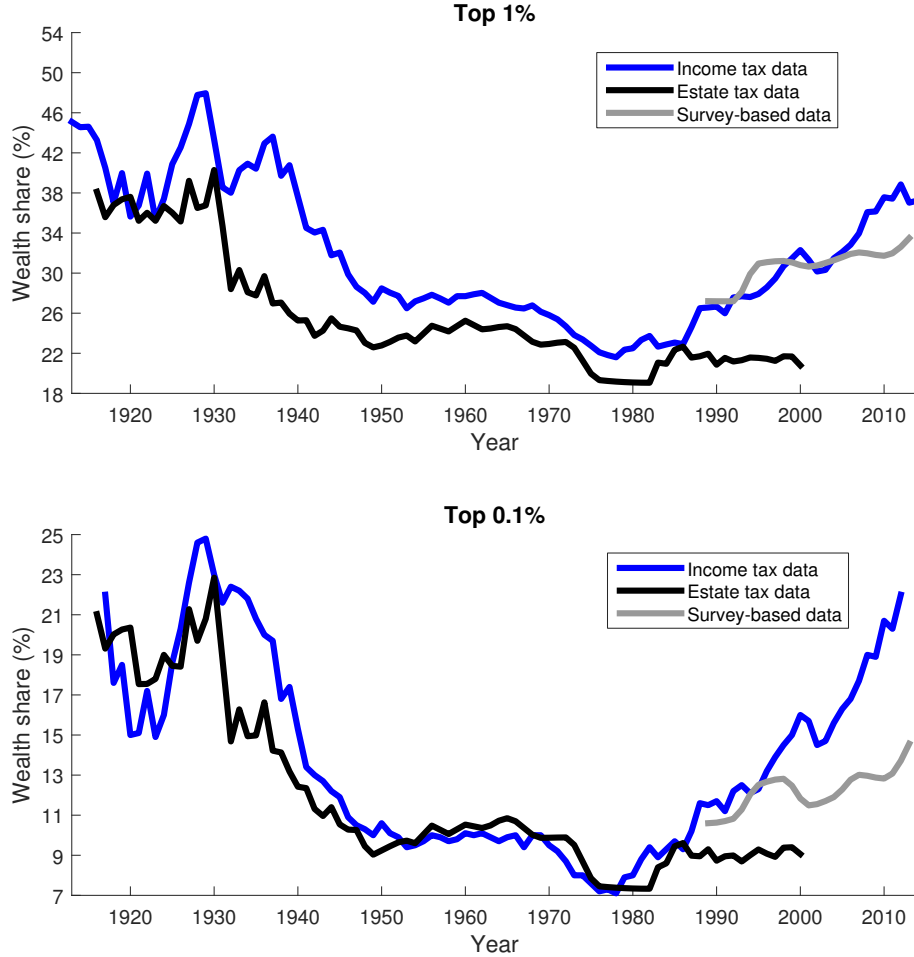 Top 1%
54
50
46
42
38
34
30
26
22
18
Wealth share (%)
Income tax data
Estate tax data
Survey-based data
1920 1930 1940 1950 1960 1970 1980 1990 2000 2010
Year
Top 0.1%
25
23
21
19
17
15
13
11
9
7
Wealth share (%)
Income tax data
Estate tax data
Survey-based data
1920 1930 1940 1950 1960 1970 1980 1990 2000 2010
Year